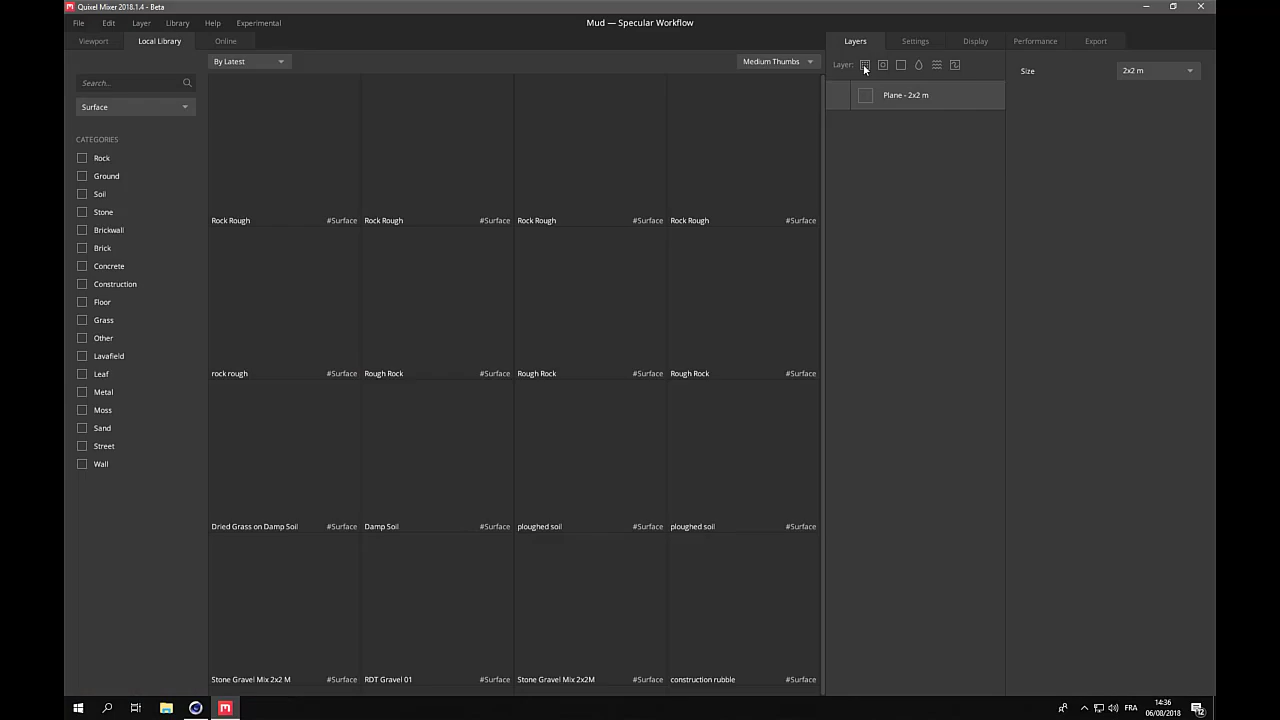 Quixel Mixer 2018.1.4 - Beta
File Edit Layer Library Help Experimental
Mud — Specular Workflow
Viewport Local Library Online
Layers Settings Display Performance Export
By Latest Medium Thumbs
Layer:
Size 2x2 m
Search...
Plane - 2x2 m
Surface
CATEGORIES
Rock
Ground
Soil
Stone
Brickwall
Brick
Concrete
Construction
Floor
Grass
Other
Lavafield
Leaf
Metal
Moss
Sand
Street
Wall
Rock Rough #Surface Rock Rough #Surface Rock Rough #Surface Rock Rough #Surface
rock rough #Surface Rough Rock #Surface Rough Rock #Surface Rough Rock #Surface
Dried Grass on Damp Soil #Surface Damp Soil #Surface ploughed soil #Surface ploughed soil #Surface
Stone Gravel Mix 2x2 M #Surface RDT Gravel 01 #Surface Stone Gravel Mix 2x2M #Surface construction rubble #Surface
FRA
14:36
06/08/2018